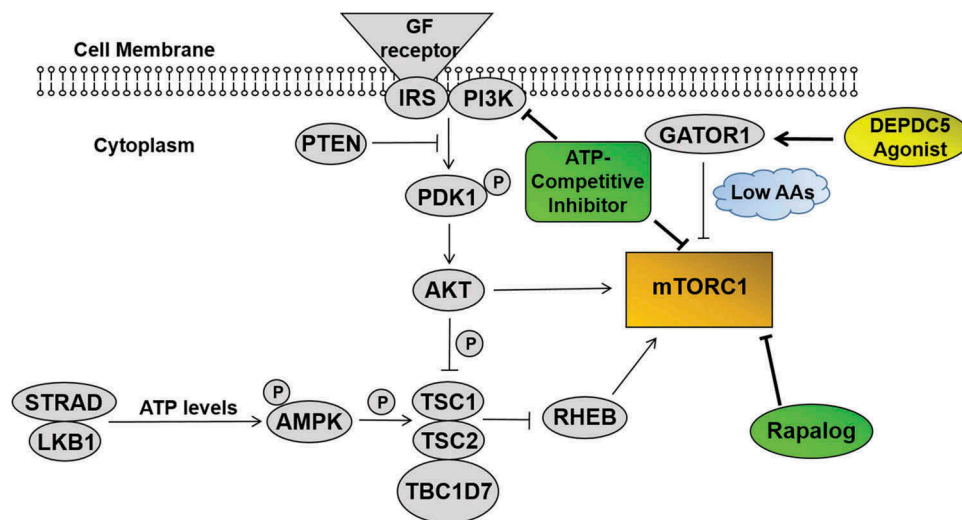 GF
receptor
Cell Membrane
IRS
PI3K
Cytoplasm
PTEN
GATOR1
DEPDC5
Agonist
ATP-
Competitive
Inhibitor
Low AAs
PDK1
P
AKT
mTORC1
P
STRAD
LKB1
ATP levels
P
AMPK
P
TSC1
TSC2
TBC1D7
RHEB
Rapalog